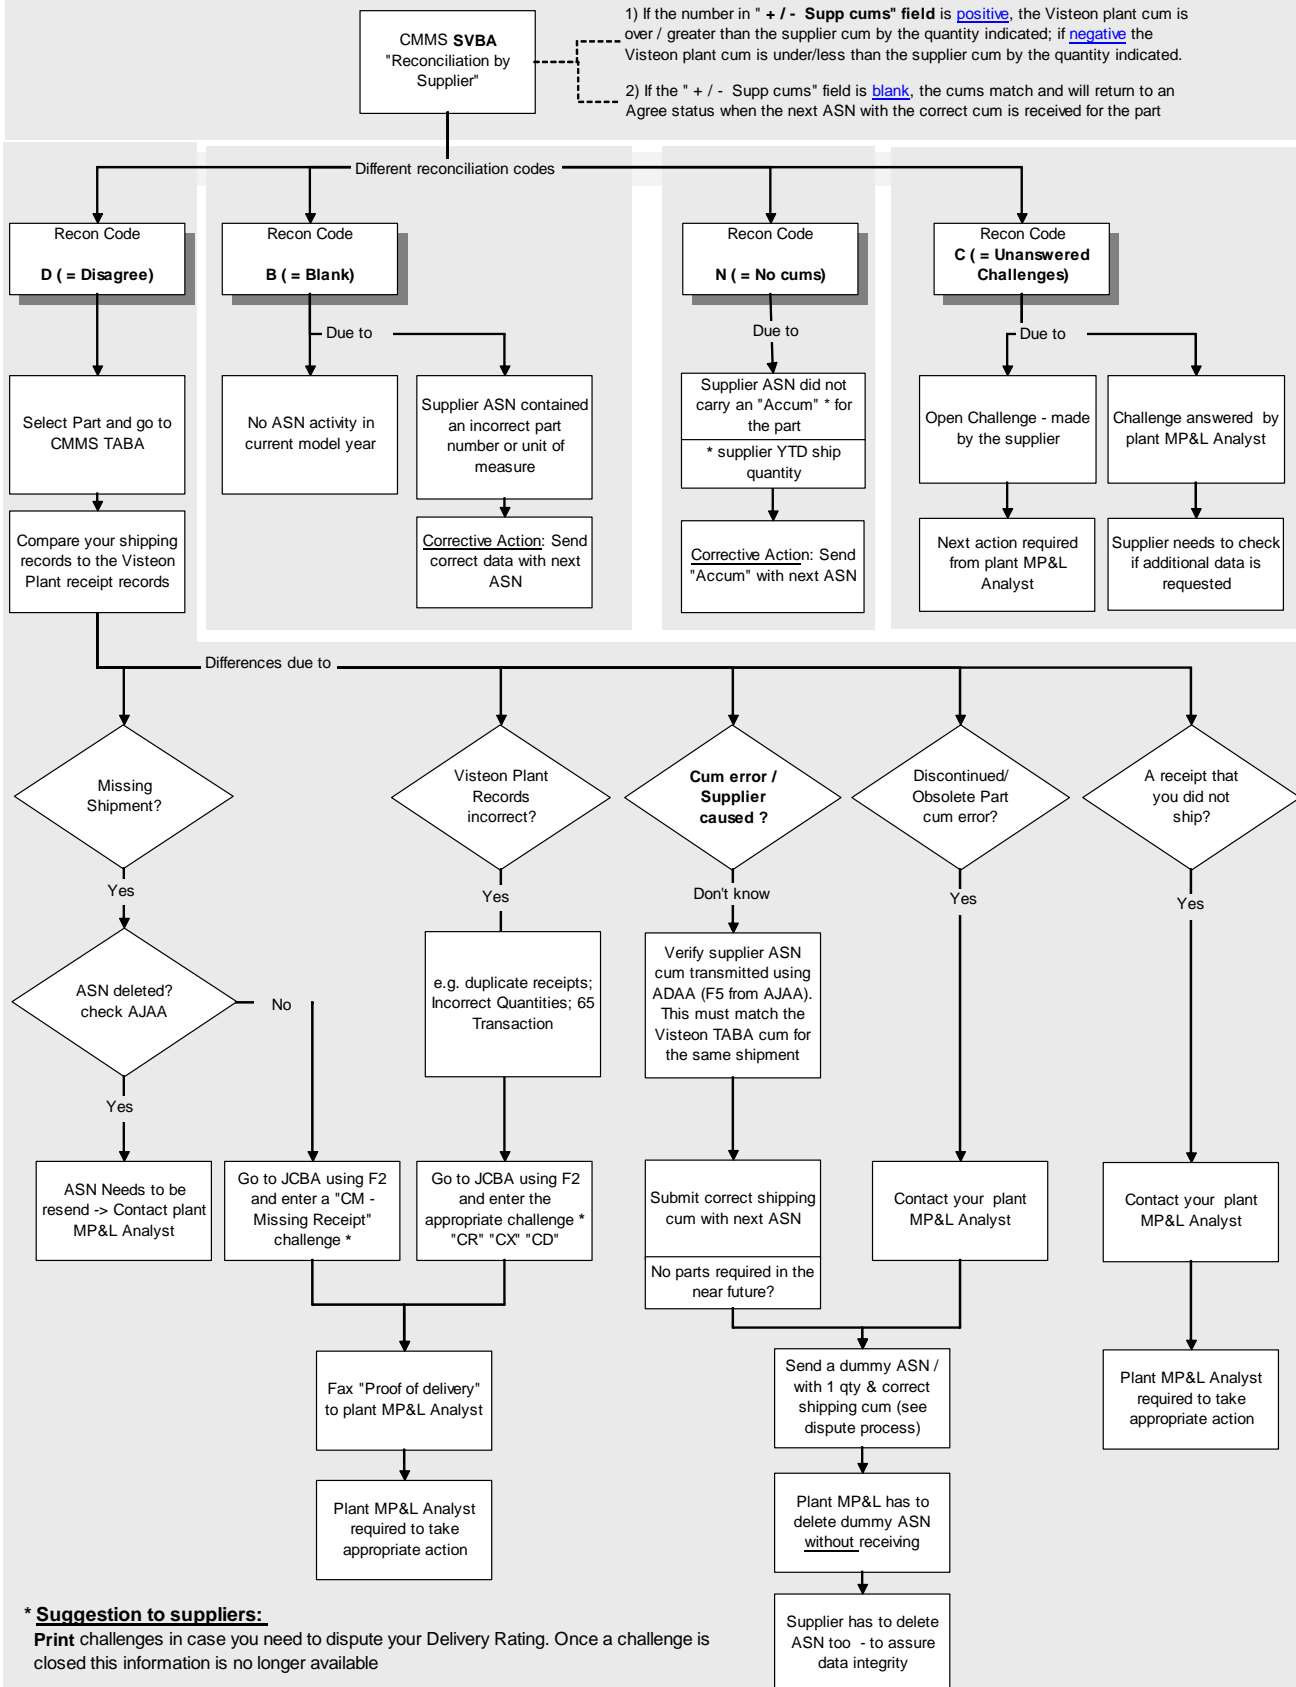 CMMS SVBA
"Reconciliation by
Supplier"
1) If the number in " + / -  Supp cums" field is positive, the Visteon plant cum is
over / greater than the supplier cum by the quantity indicated; if negative the
Visteon plant cum is under/less than the supplier cum by the quantity indicated.
2) If the " + / -  Supp cums" field is blank, the cums match and will return to an
Agree status when the next ASN with the correct cum is received for the part
Different reconciliation codes
Recon Code
D ( = Disagree)
Recon Code
B ( = Blank)
Recon Code
N ( = No cums)
Recon Code
C ( = Unanswered
Challenges)
Due to
Due to
Due to
Select Part and go to
CMMS TABA
No ASN activity in
current model year
Supplier ASN contained
an incorrect part
number or unit of
measure
Supplier ASN did not
carry an "Accum" * for
the part
* supplier YTD ship
quantity
Open Challenge - made
by the supplier
Challenge answered  by
plant MP&L Analyst
Compare your shipping
records to the Visteon
Plant receipt records
Corrective Action: Send
correct data with next
ASN
Corrective Action: Send
"Accum" with next ASN
Next action required
from plant MP&L
Analyst
Supplier needs to check
if additional data is
requested
Differences due to
Missing
Shipment?
Visteon Plant
Records
incorrect?
Cum error /
Supplier
caused ?
Discontinued/
Obsolete Part
cum error?
A receipt that
you did not
ship?
Yes
Yes
Don't know
Yes
Yes
ASN deleted?
check AJAA
No
e.g. duplicate receipts;
Incorrect Quantities; 65
Transaction
Verify supplier ASN
cum transmitted using
ADAA (F5 from AJAA).
This must match the
Visteon TABA cum for
the same shipment
Yes
ASN Needs to be
resend -> Contact plant
MP&L Analyst
Go to JCBA using F2
and enter a "CM -
Missing Receipt"
challenge *
Go to JCBA using F2
and enter the
appropriate challenge *
"CR" "CX" "CD"
Submit correct shipping
cum with next ASN
No parts required in the
near future?
Contact your  plant
MP&L Analyst
Contact your  plant
MP&L Analyst
Fax "Proof of delivery"
to plant MP&L Analyst
Send a dummy ASN /
with 1 qty & correct
shipping cum (see
dispute process)
Plant MP&L Analyst
required to take
appropriate action
Plant MP&L Analyst
required to take
appropriate action
Plant MP&L has to
delete dummy ASN
without receiving
Supplier has to delete
ASN too  - to assure
data integrity
* Suggestion to suppliers:
Print challenges in case you need to dispute your Delivery Rating. Once a challenge is
closed this information is no longer available